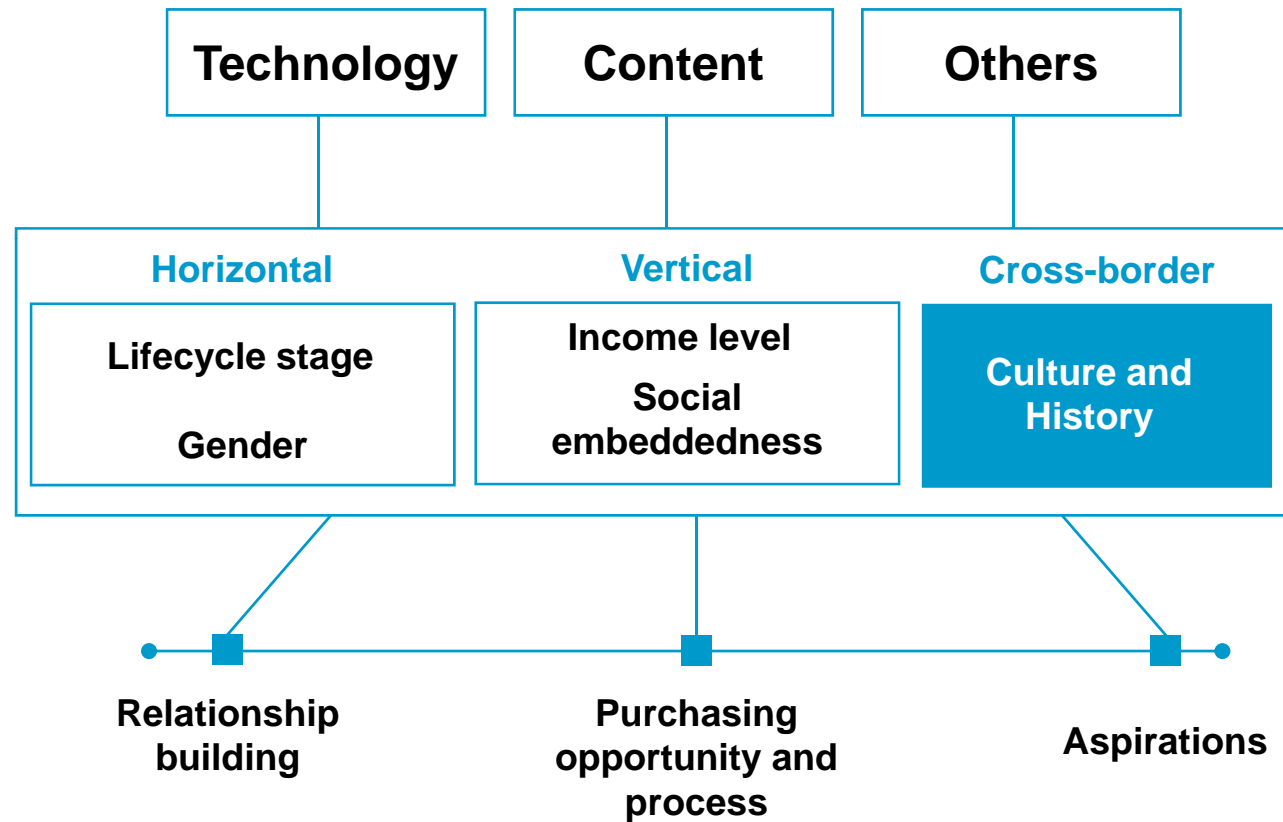 Technology
Content
Others
Horizontal
Vertical
Cross-border
Lifecycle stage
Gender
Income level
Social
embeddedness
Culture and
History
Relationship
building
Purchasing
opportunity and
process
Aspirations